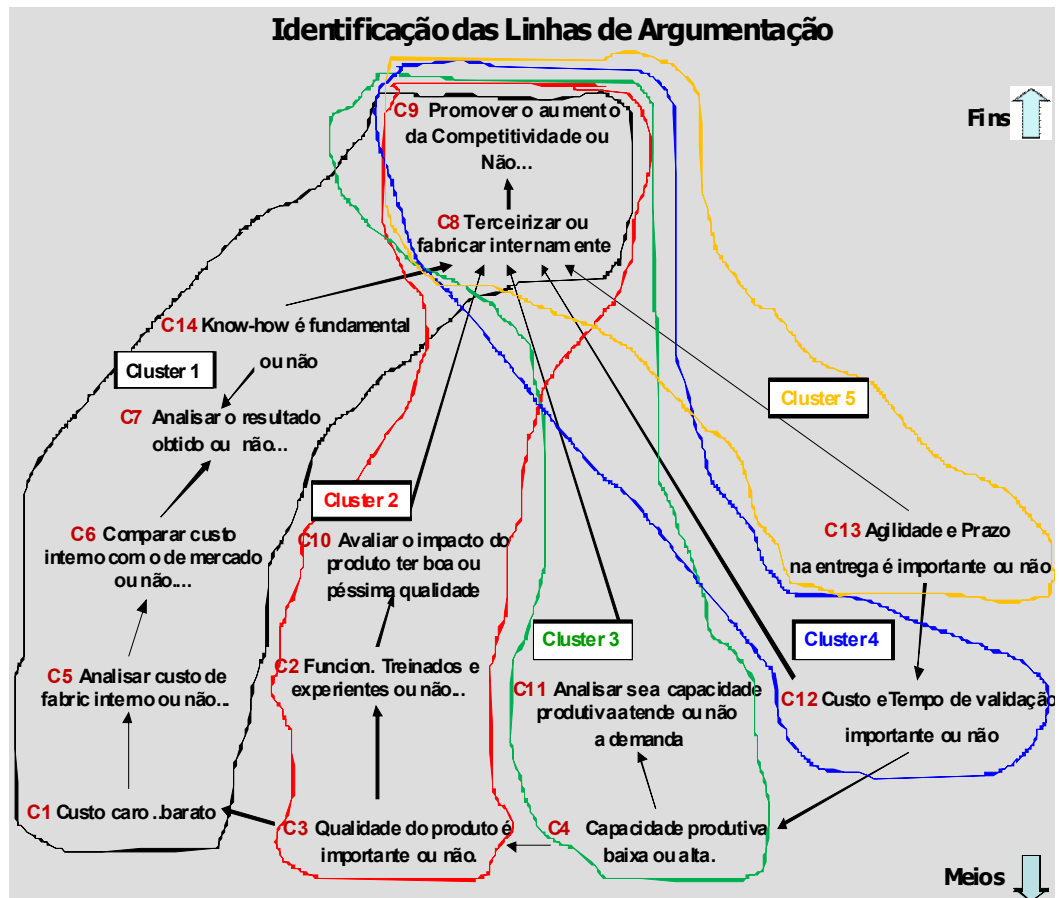 Identificação das Linhas de Argumentação
Fins
C9 Promover o aumento
da Competitividade ou
Não...
C8 Terceirizar ou
fabricar internamente
C14 Know-how é fundamental
ou não
Cluster 1
C7 Analisar o resultado
obtido ou não...
Cluster 5
Cluster 2
C6 Comparar custo
interno com o de mercado
ou não....
C10 Avaliar o impacto do
produto ter boa ou
péssima qualidade
C13 Agilidade e Prazo
na entrega é importante ou não
Cluster 3
Cluster 4
C5 Analisar custo de
fabric interno ou não...
C2 Funcion. Treinados e
experientes ou não...
C11 Analisar se a capacidade
produtiva atende ou não
a demanda
C12 Custo e Tempo de validação
importante ou não
C1 Custo caro ..barato
C3 Qualidade do produto é
importante ou não.
C4 Capacidade produtiva
baixa ou alta.
Meios